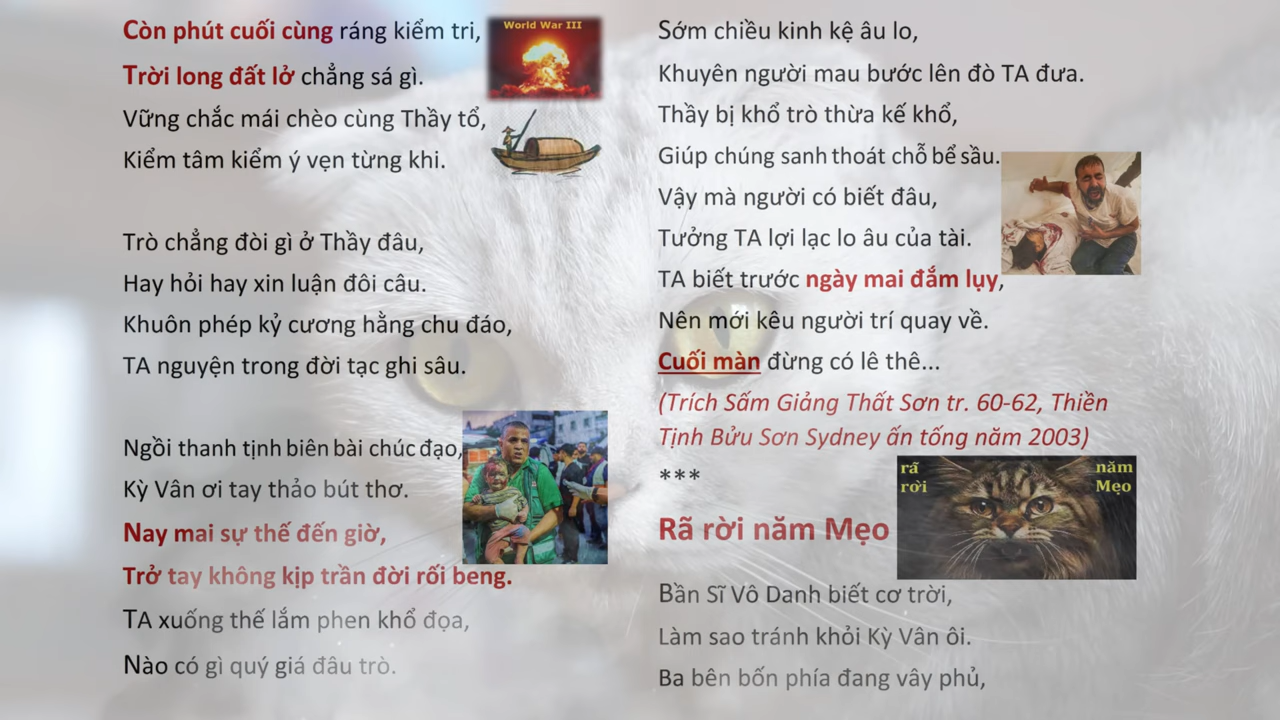 Còn phút cuối cùng ráng kiểm tri,
Trời long đất lở chẳng sá gì.
Vững chắc mái chèo cùng Thầy tổ,
Kiểm tâm kiểm ý vẹn từng khi.
World War III
Trò chẳng đòi gì ở Thầy đâu,
Hay hỏi hay xin luận đôi câu.
Khuôn phép kỷ cương hằng chu đáo,
TA nguyện trong đời tạc ghi sâu.
Ngồi thanh tịnh biên bài chúc đạo,
Kỳ Vân ơi tay thảo bút thơ.
Nay mai sự thế đến giờ,
Trở tay không kịp trần đời rối beng.
TA xuống thế lắm phen khổ đọa,
Nào có gì quý giá đâu trò.
Sớm chiều kinh kệ âu lo,
Khuyên người mau bước lên đò TA đưa.
Thầy bị khổ trò thừa kế khổ,
Giúp chúng sanh thoát chỗ bể sầu.
Vậy mà người có biết đâu,
Tưởng TA lợi lạc lo âu của tài.
TA biết trước ngày mai đắm lụy,
Nên mới kêu người trí quay về.
Cuối màn đừng có lê thê...
(Trích Sấm Giảng Thất Sơn tr. 60-62, Thiền
Tịnh Bửu Sơn Sydney ấn tống năm 2003)
***
Rã rời năm Mẹo
rã năm
rời Mẹo
Bần Sĩ Vô Danh biết cơ trời,
Làm sao tránh khỏi Kỳ Vân ôi.
Ba bên bốn phía đang vây phủ,